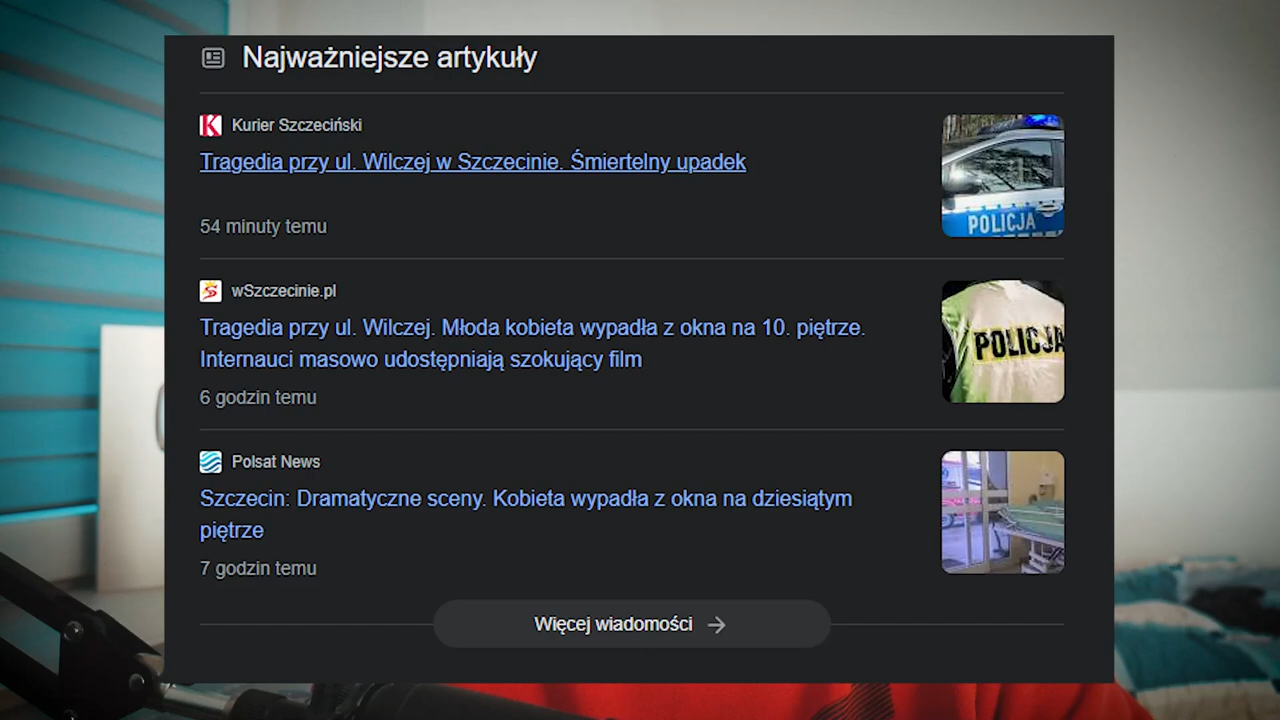 Najważniejsze artykuły
Kurier Szczeciński
Tragedia przy ul. Wilczej w Szczecinie. Śmiertelny upadek
54 minuty temu
POLICJA
wSzczecinie.pl
Tragedia przy ul. Wilczej. Młoda kobieta wypadła z okna na 10. piętrze.
Internauci masowo udostępniają szokujący film
6 godzin temu
POLICJA
Polsat News
Szczecin: Dramatyczne sceny. Kobieta wypadła z okna na dziesiątym
piętrze
7 godzin temu
Więcej wiadomości